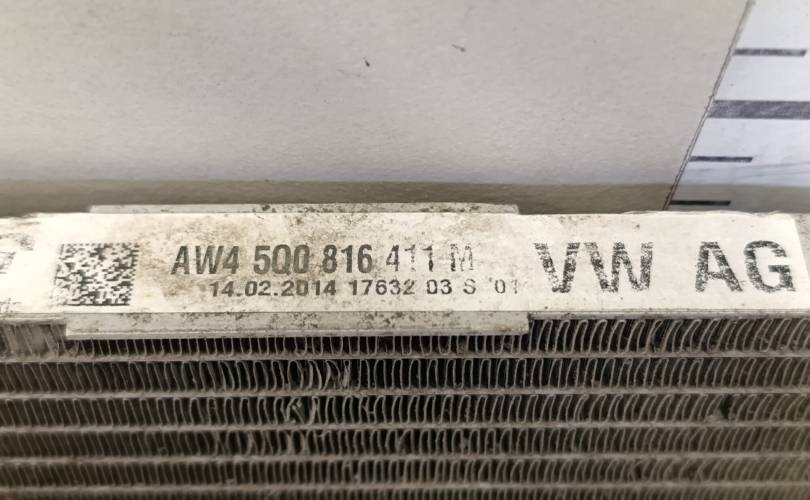 AW4 5Q0 816 411 M VW AG
14.02.2014 17632 03 S 01